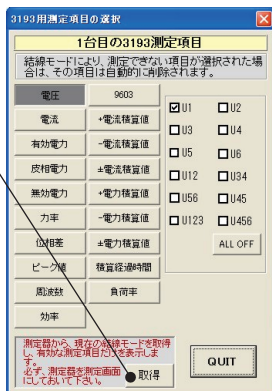 3193用測定項目の選択
1台目の3193測定項目
結線モードにより、測定できない項目が選択された場
合は、その項目は自動的に削除されます。
電圧
電流
有効電力
皮相電力
無効電力
力率
位相差
ピーク値
周波数
効率
9603
+電流積算値
-電流積算値
±電流積算値
+電力積算値
-電力積算値
±電力積算値
積算経過時間
負荷率
U1 U2
U3 U4
U5 U6
U12 U34
U56 U45
U123 U456
ALL OFF
測定器から、現在の結線モードを取得
し、有効な測定項目だけを表示しま
す。
必ず、測定器を測定画面
にしておいて下さい。
取得
QUIT